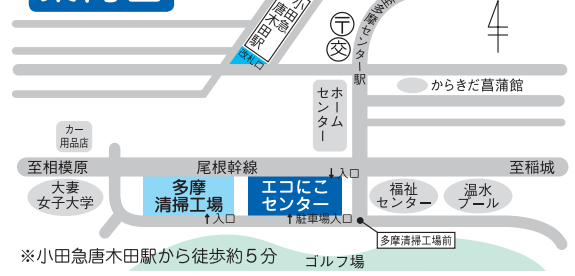 小田急
唐木田駅
改札口
〒
交
多摩センター駅
からきだ菖蒲館
ホーム
センター
カー
用品店
至相模原
尾根幹線
入口
至稲城
大妻
女子大学
多摩
清掃工場
エコにこ
センター
福祉
センター
温水
プール
入口
駐車場入口
多摩清掃工場前
※小田急唐木田駅から徒歩約5分
ゴルフ場